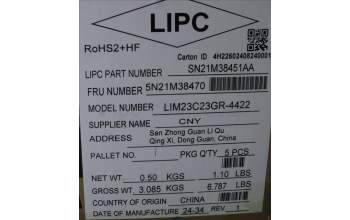 LIPC
RoHS2+HF
Carton ID 4H22602408240001
LIPC PART NUMBER SN21M38451AA
FRU NUMBER 5N21M38470
MODEL NUMBER LIM23C23GR-4422
SUPPLIER NAME CNY
ADDRESS San Zhong Guan Li Qu
Qing Xi, Dong Guan, China
PALLET NO. / PKG Q'TY 5 PCS
NET WT 0.50 KGS 1.10 LBS
GROSS WT 3.085 KGS 6.787 LBS
COUNTRY OF ORIGIN CHINA
DATE OF MANUFACTURE 24-34 REV 1